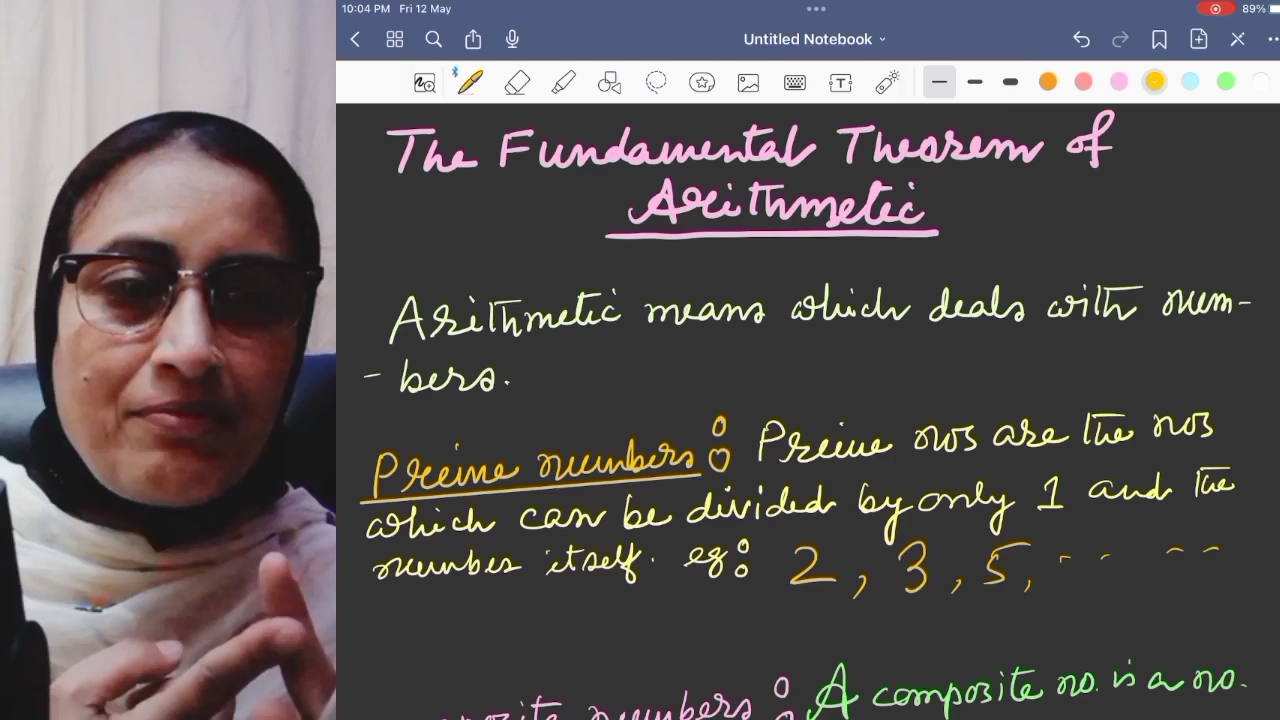 10:04 PM Fri 12 May
89%
Untitled Notebook
The Fundamental Theorem of
Arithmetic
Arithmetic means which deals with num-
- bers.
Prime numbers : Prime nos are the nos
which can be divided by only 1 and the
number itself. eg: 2, 3, 5, - - - -
posite numbers : A composite no. is a no.